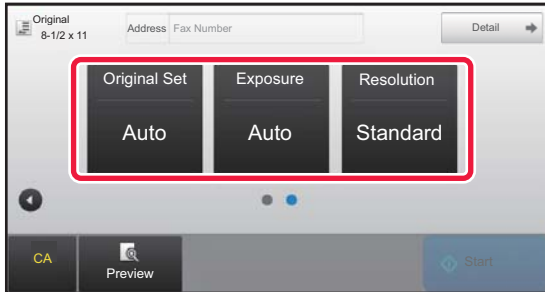 Original
8-1/2 x 11
Address Fax Number
Detail
Original Set Exposure Resolution
Auto Auto Standard
CA
Preview
Start